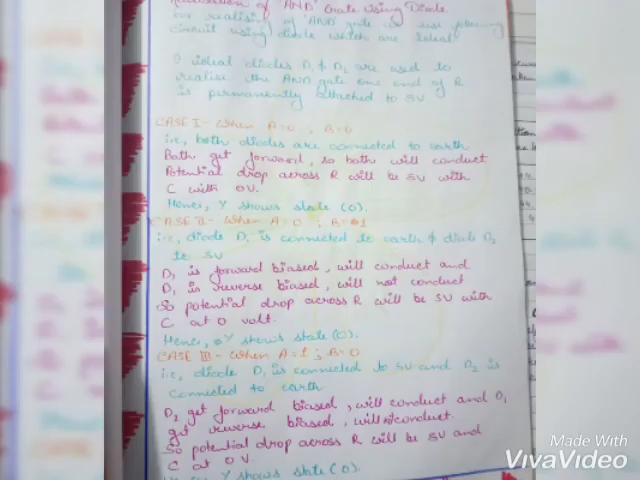 Realisation of 'AND' Gate Using Diode
For realising of 'AND' gate we use following
circuit using diode which are ideal.
2 ideal diodes D1 & D2 are used to
realise the AND gate one end of R
is permanently attached to 5V
CASE I - When A=0 ; B=0
i.e, both diodes are connected to earth
Both get forward, so both will conduct
Potential drop across R will be 5V with
C with 0V.
Hence, Y shows state (0).
CASE II - When A=0 ; B=1
i.e, diode D1 is connected to earth & diode D2
to 5V
D1 is forward biased, will conduct and
D1 is reverse biased, will not conduct
So potential drop across R will be 5V with
C at 0 volt.
Hence, Y shows state (0).
CASE III - When A=1 ; B=0
i.e, diode D1 is connected to 5V and D2 is
connected to earth
D2 get forward biased, will conduct and D1
get reverse biased, will not conduct.
So potential drop across R will be 5V and
C at 0V.
Y shows state (0).
Made With
VivaVideo